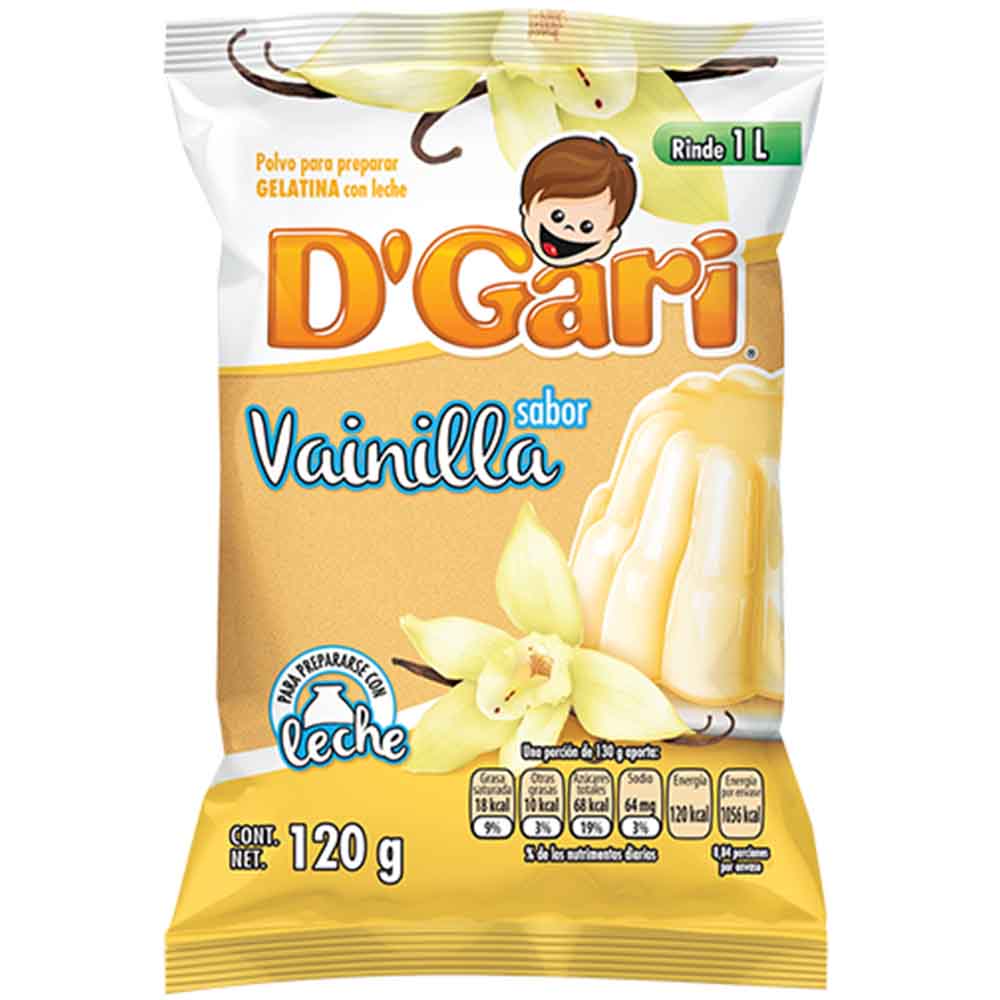 Rinde 1 L
Polvo para preparar
GELATINA con leche
D'Gari
®
sabor
Vainilla
PARA PREPARARSE CON
leche
Una porción de 130 g aporta:
Grasa saturada 18 kcal 9%
Otras grasas 10 kcal 3%
Azúcares totales 68 kcal 19%
Sodio 64 mg 3%
Energía 120 kcal
Energía por envase 1056 kcal
% de los nutrimentos diarios
8,84 porciones
por envase
CONT.
NET. 120 g